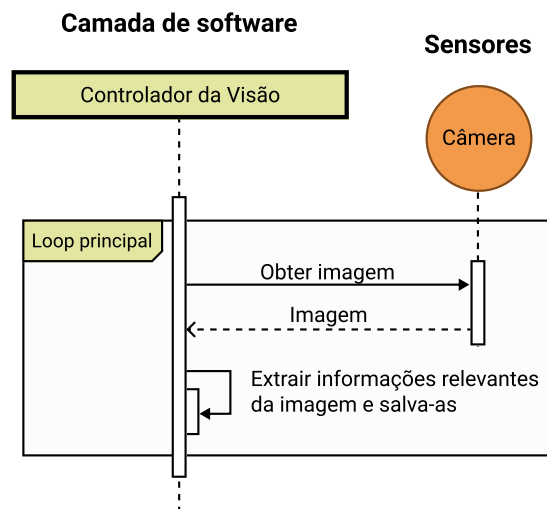 Camada de software
Sensores
Controlador da Visão
Câmera
Loop principal
Obter imagem
Imagem
Extrair informações relevantes
da imagem e salva-as